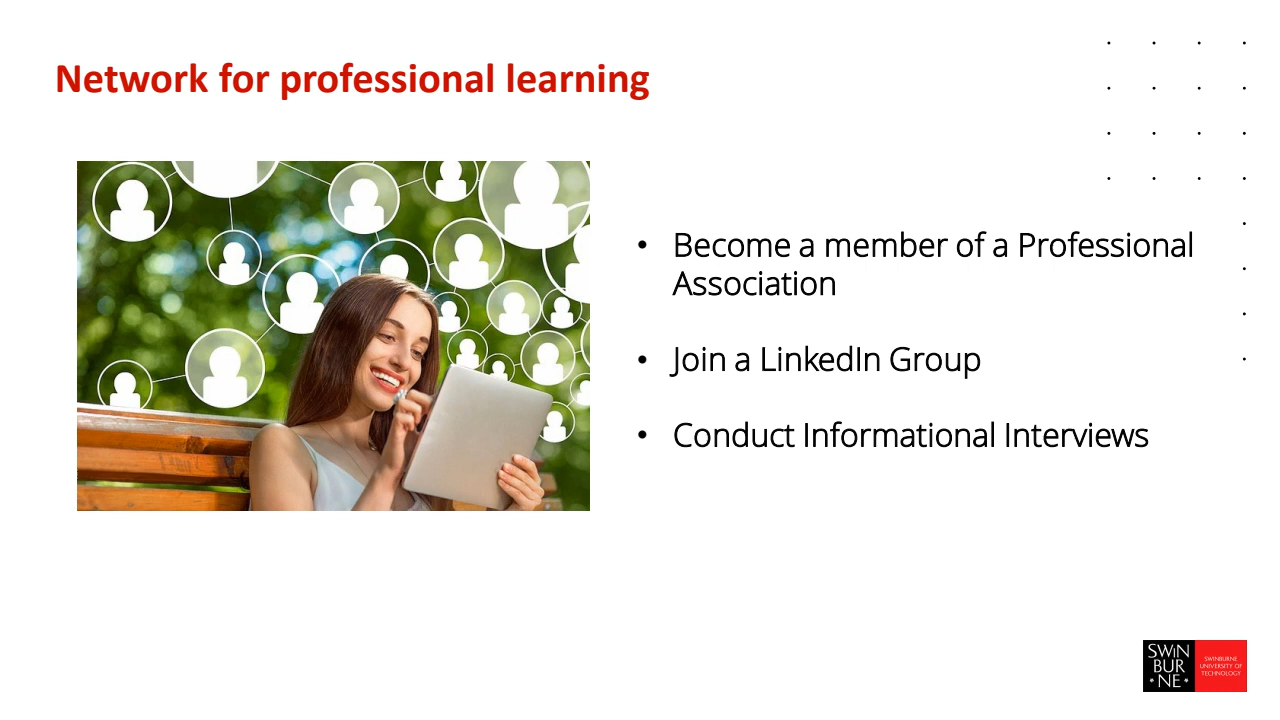 Network for professional learning
• Become a member of a Professional
Association
• Join a LinkedIn Group
• Conduct Informational Interviews
SWIN
BUR
NE
SWINBURNE
UNIVERSITY OF
TECHNOLOGY